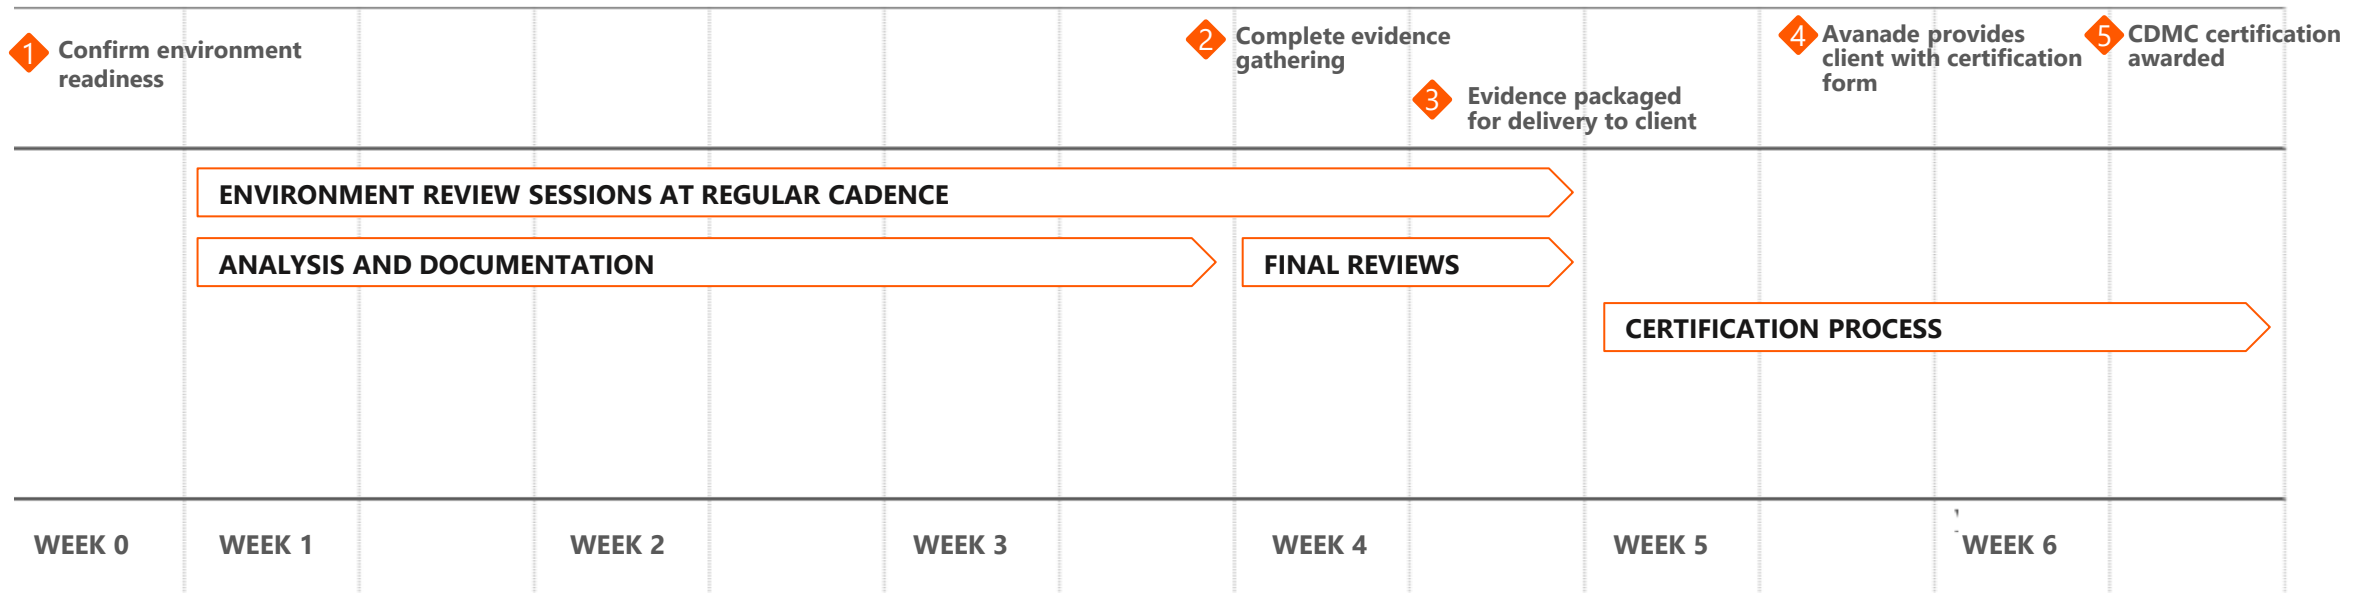 1 Confirm environment
readiness
2 Complete evidence
gathering
3 Evidence packaged
for delivery to client
4 Avanade provides
client with certification
form
5 CDMC certification
awarded
ENVIRONMENT REVIEW SESSIONS AT REGULAR CADENCE
ANALYSIS AND DOCUMENTATION
FINAL REVIEWS
CERTIFICATION PROCESS
WEEK 0
WEEK 1
WEEK 2
WEEK 3
WEEK 4
WEEK 5
WEEK 6